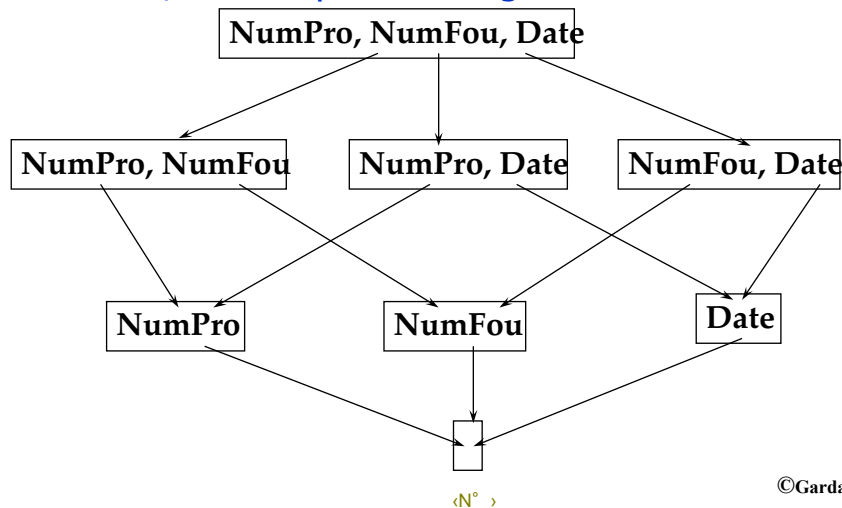 NumPro, NumFou, Date
NumPro, NumFou
NumPro, Date
NumFou, Date
NumPro
NumFou
Date
‹N° ›